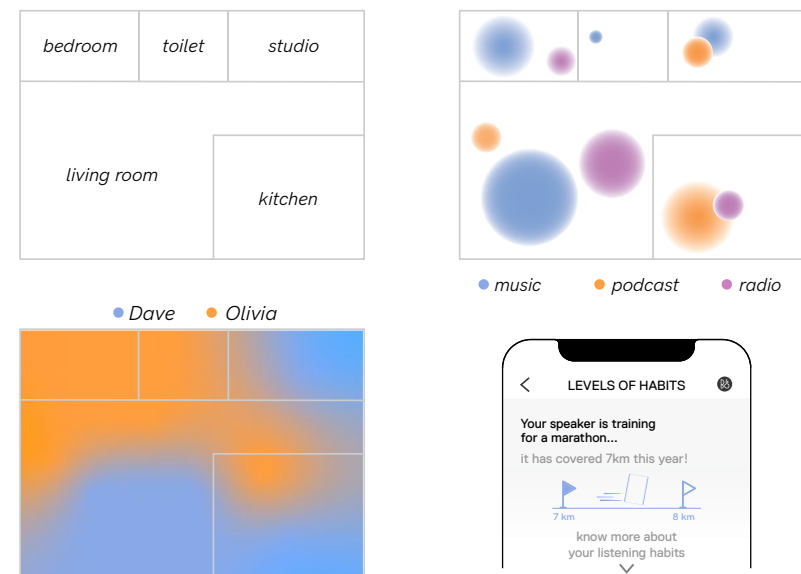 bedroom
toilet
studio
living room
kitchen
music
podcast
radio
Dave
Olivia
LEVELS OF HABITS
Your speaker is training
for a marathon...
it has covered 7km this year!
7 km
8 km
know more about
your listening habits